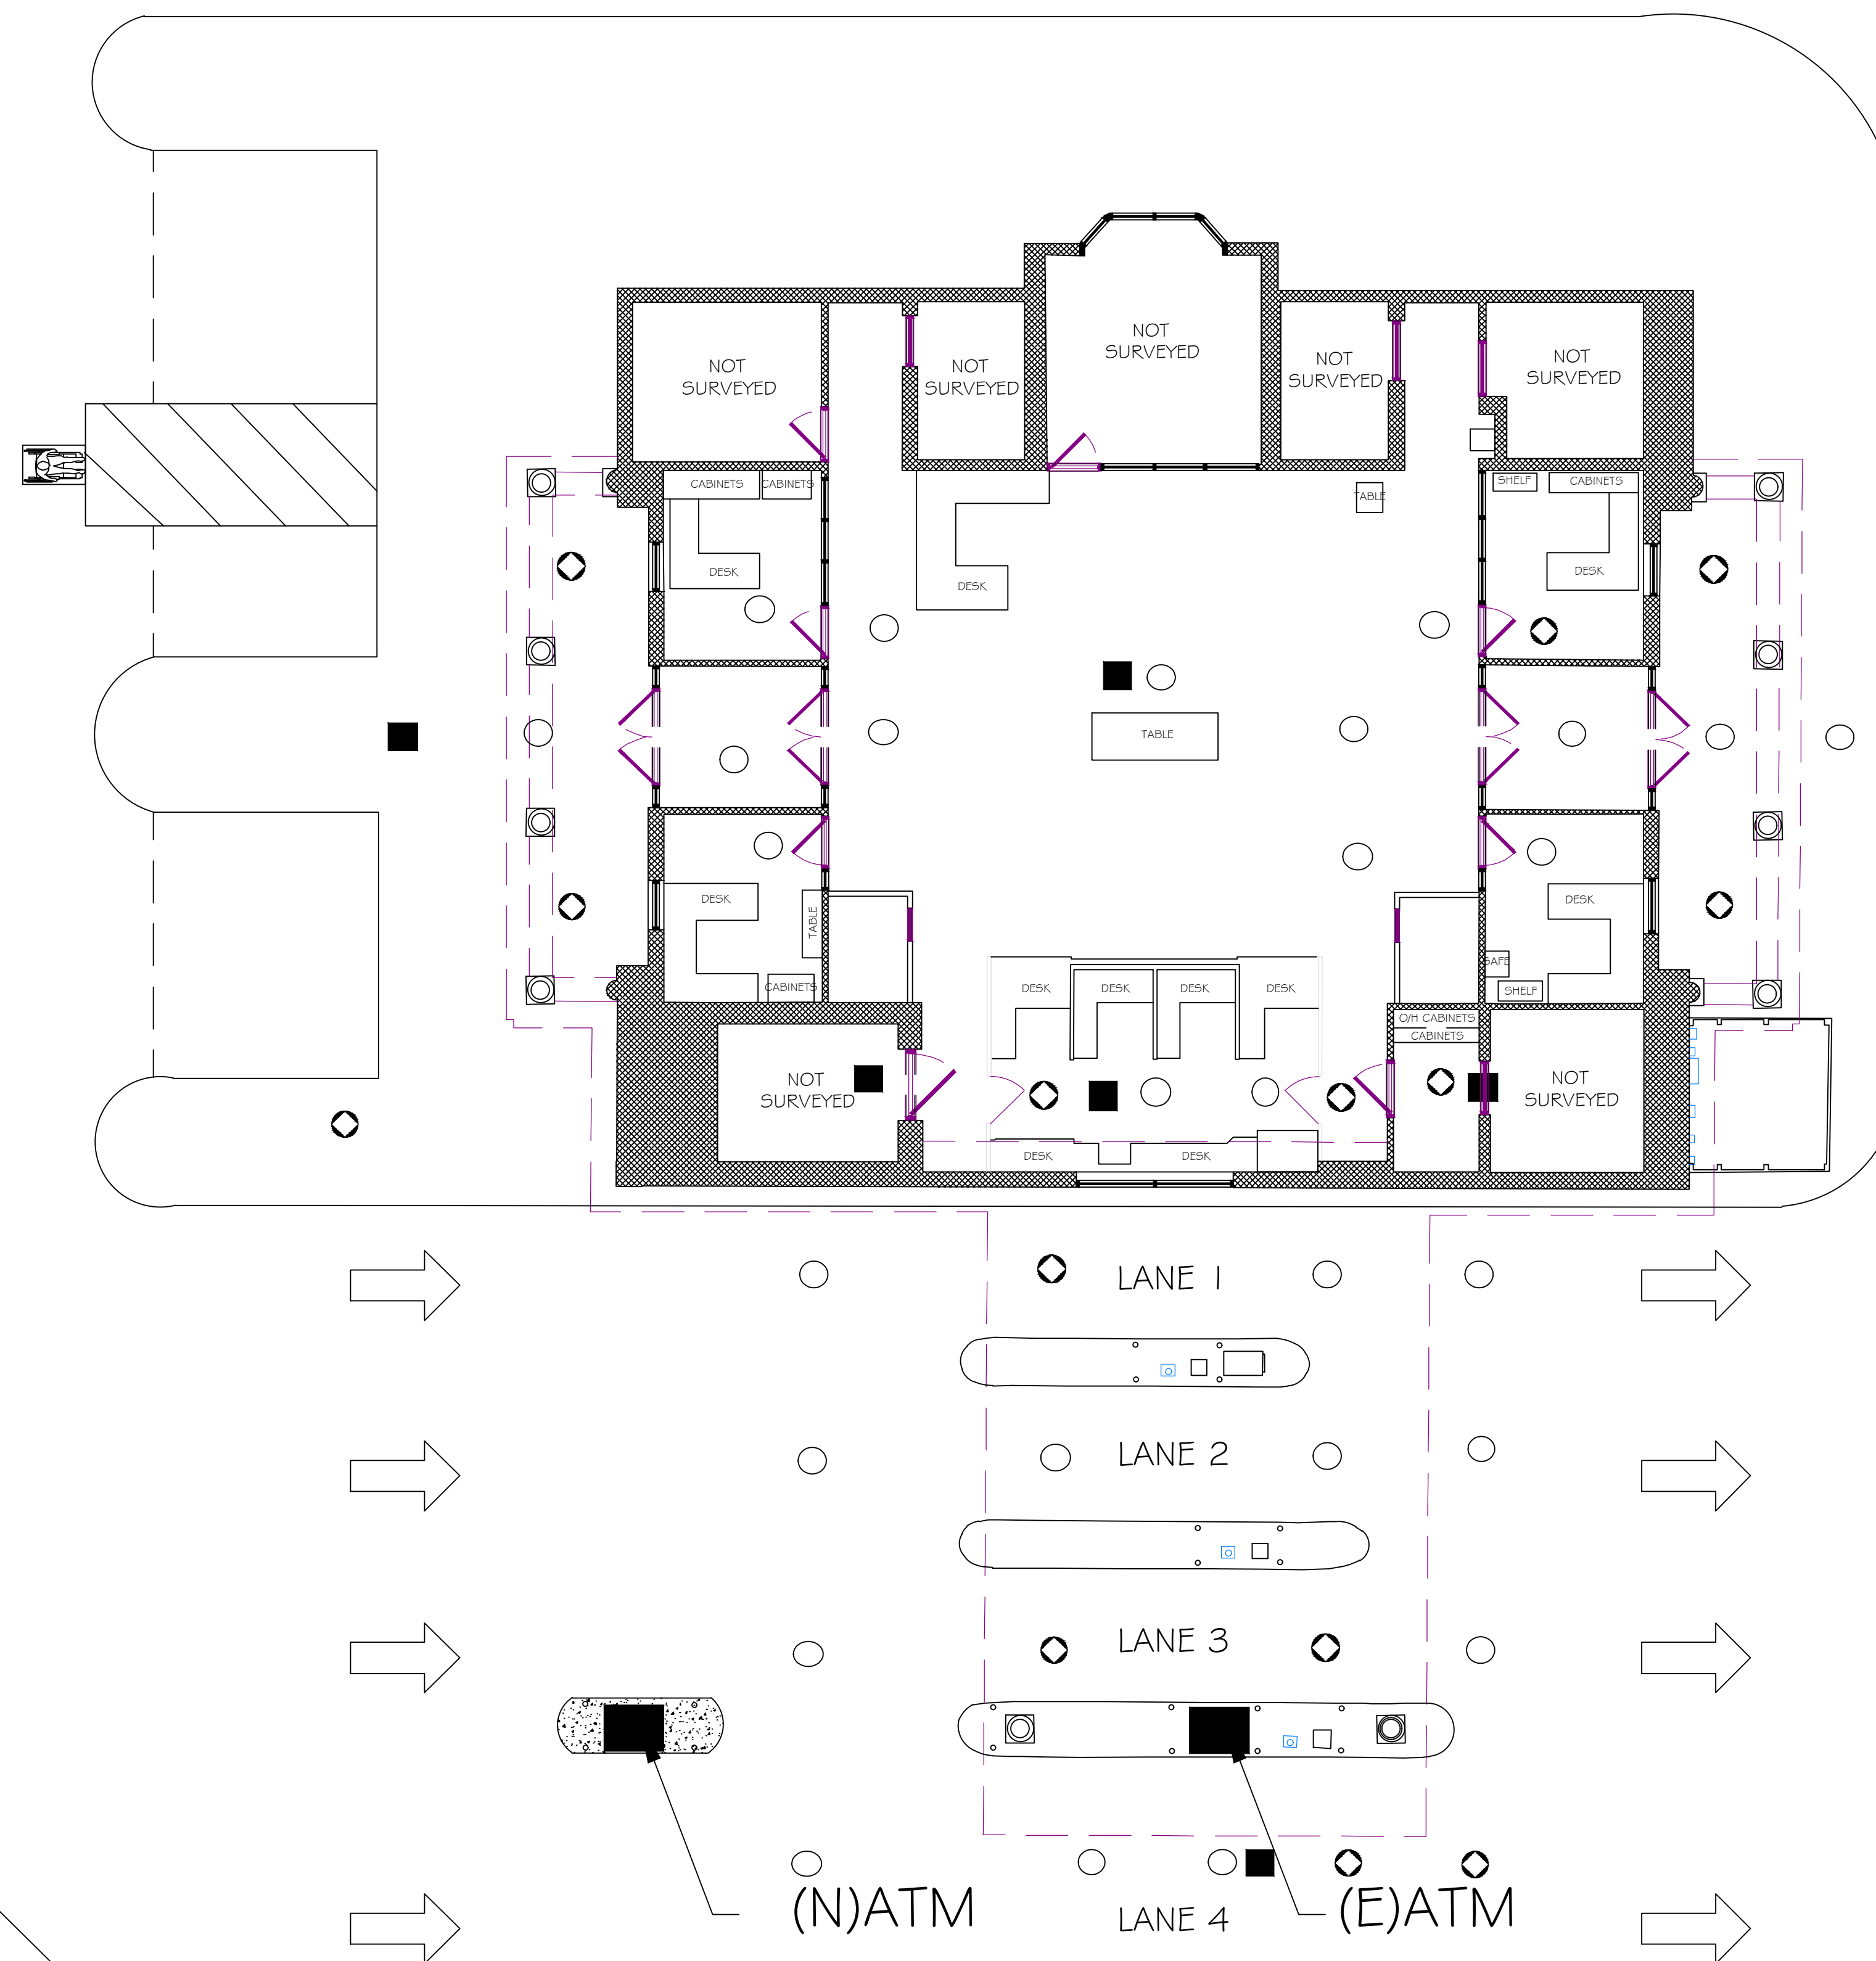 NOT
SURVEYED
NOT
SURVEYED
NOT
SURVEYED
NOT
SURVEYED
NOT
SURVEYED
CABINETS
CABINETS
TABLE
SHELF
CABINETS
DESK
DESK
DESK
TABLE
DESK
TABLE
CABINETS
DESK
DESK
DESK
DESK
DESK
SAFE
SHELF
O/H CABINETS
CABINETS
NOT
SURVEYED
NOT
SURVEYED
DESK
DESK
LANE 1
LANE 2
LANE 3
(N)ATM
LANE 4
(E)ATM